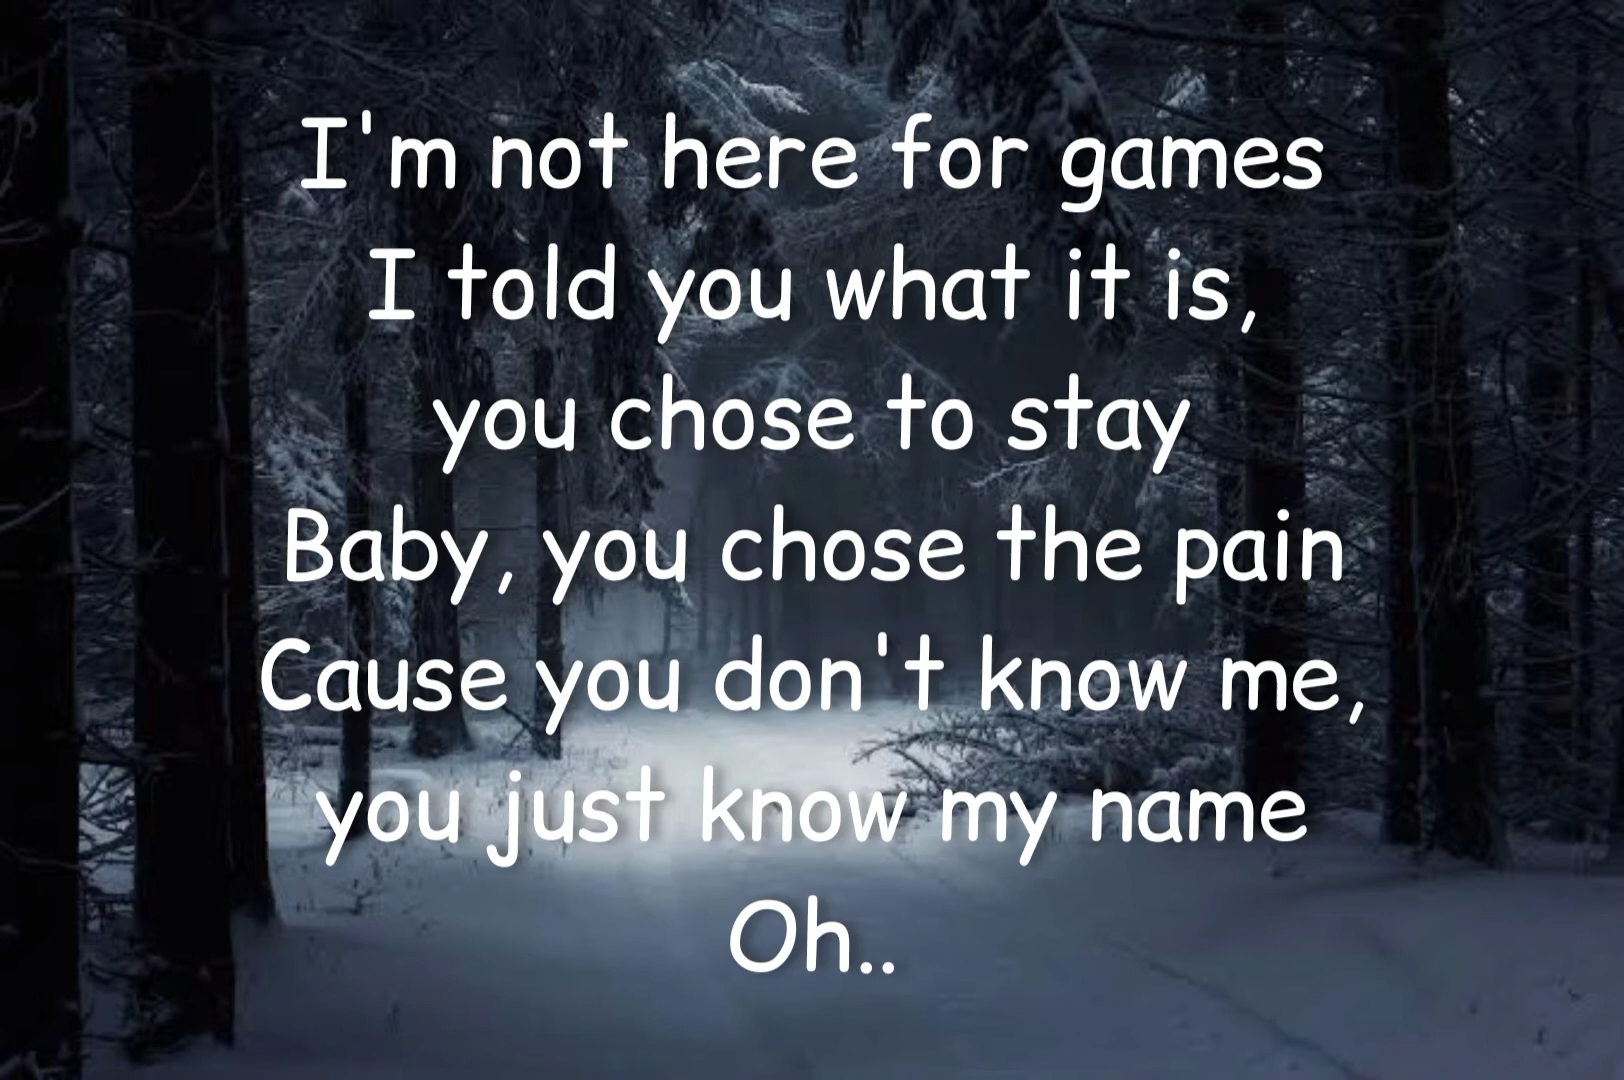 I'm not here for games
I told you what it is,
you chose to stay
Baby, you chose the pain
Cause you don't know me,
you just know my name
Oh..